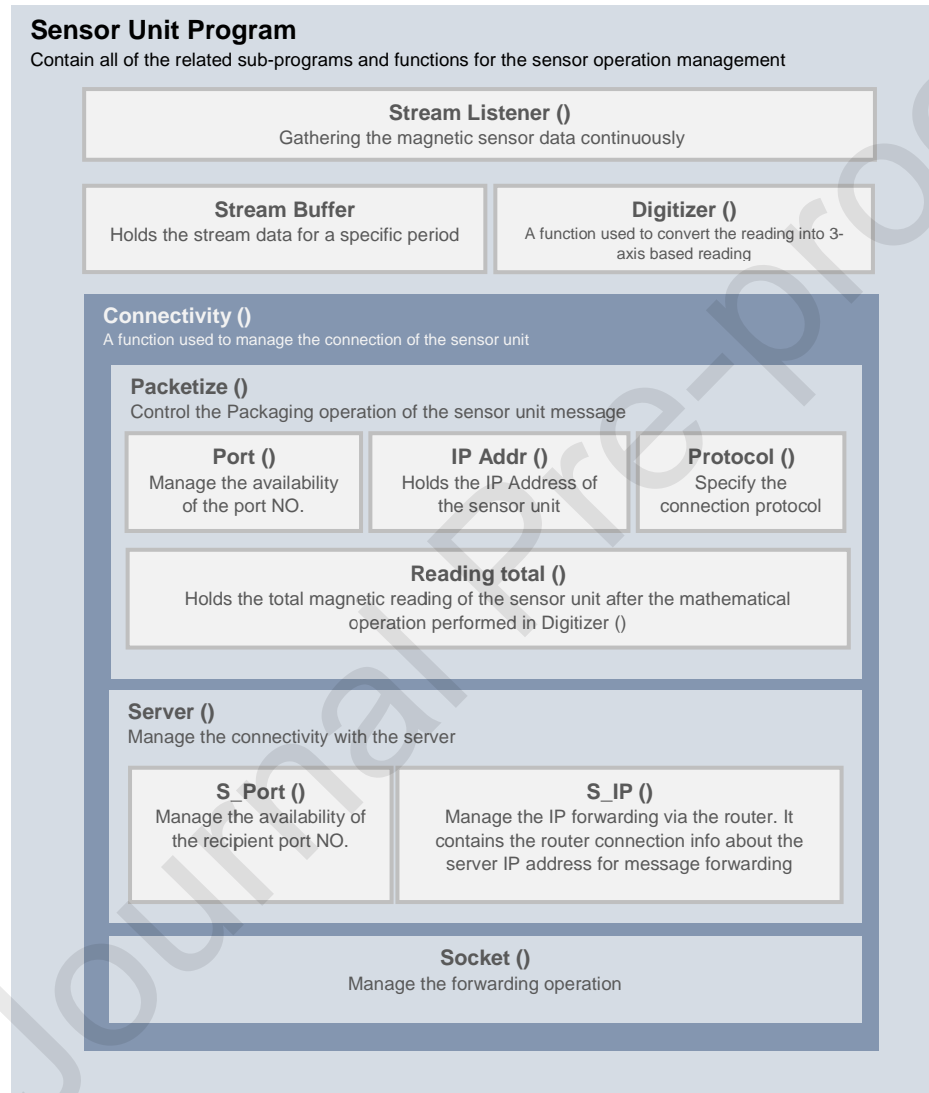 Sensor Unit Program
Contain all of the related sub-programs and functions for the sensor operation management
Stream Listener ()
Gathering the magnetic sensor data continuously
Stream Buffer
Holds the stream data for a specific period
Digitizer ()
A function used to convert the reading into 3-
axis based reading
Connectivity ()
A function used to manage the connection of the sensor unit
Packetize ()
Control the Packaging operation of the sensor unit message
Port ()
Manage the availability
of the port NO.
IP Addr ()
Holds the IP Address of
the sensor unit
Protocol ()
Specify the
connection protocol
Reading total ()
Holds the total magnetic reading of the sensor unit after the mathematical
operation performed in Digitizer ()
Server ()
Manage the connectivity with the server
S_Port ()
Manage the availability of
the recipient port NO.
S_IP ()
Manage the IP forwarding via the router. It
contains the router connection info about the
server IP address for message forwarding
Socket ()
Manage the forwarding operation
Journal Pre-proo